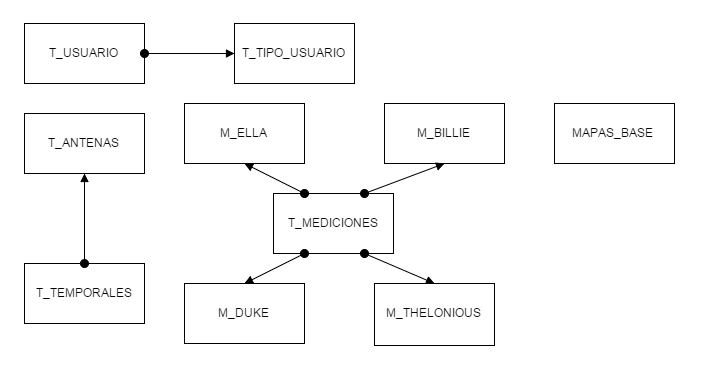 T_USUARIO
T_TIPO_USUARIO
T_ANTENAS
M_ELLA
M_BILLIE
MAPAS_BASE
T_MEDICIONES
T_TEMPORALES
M_DUKE
M_THELONIOUS